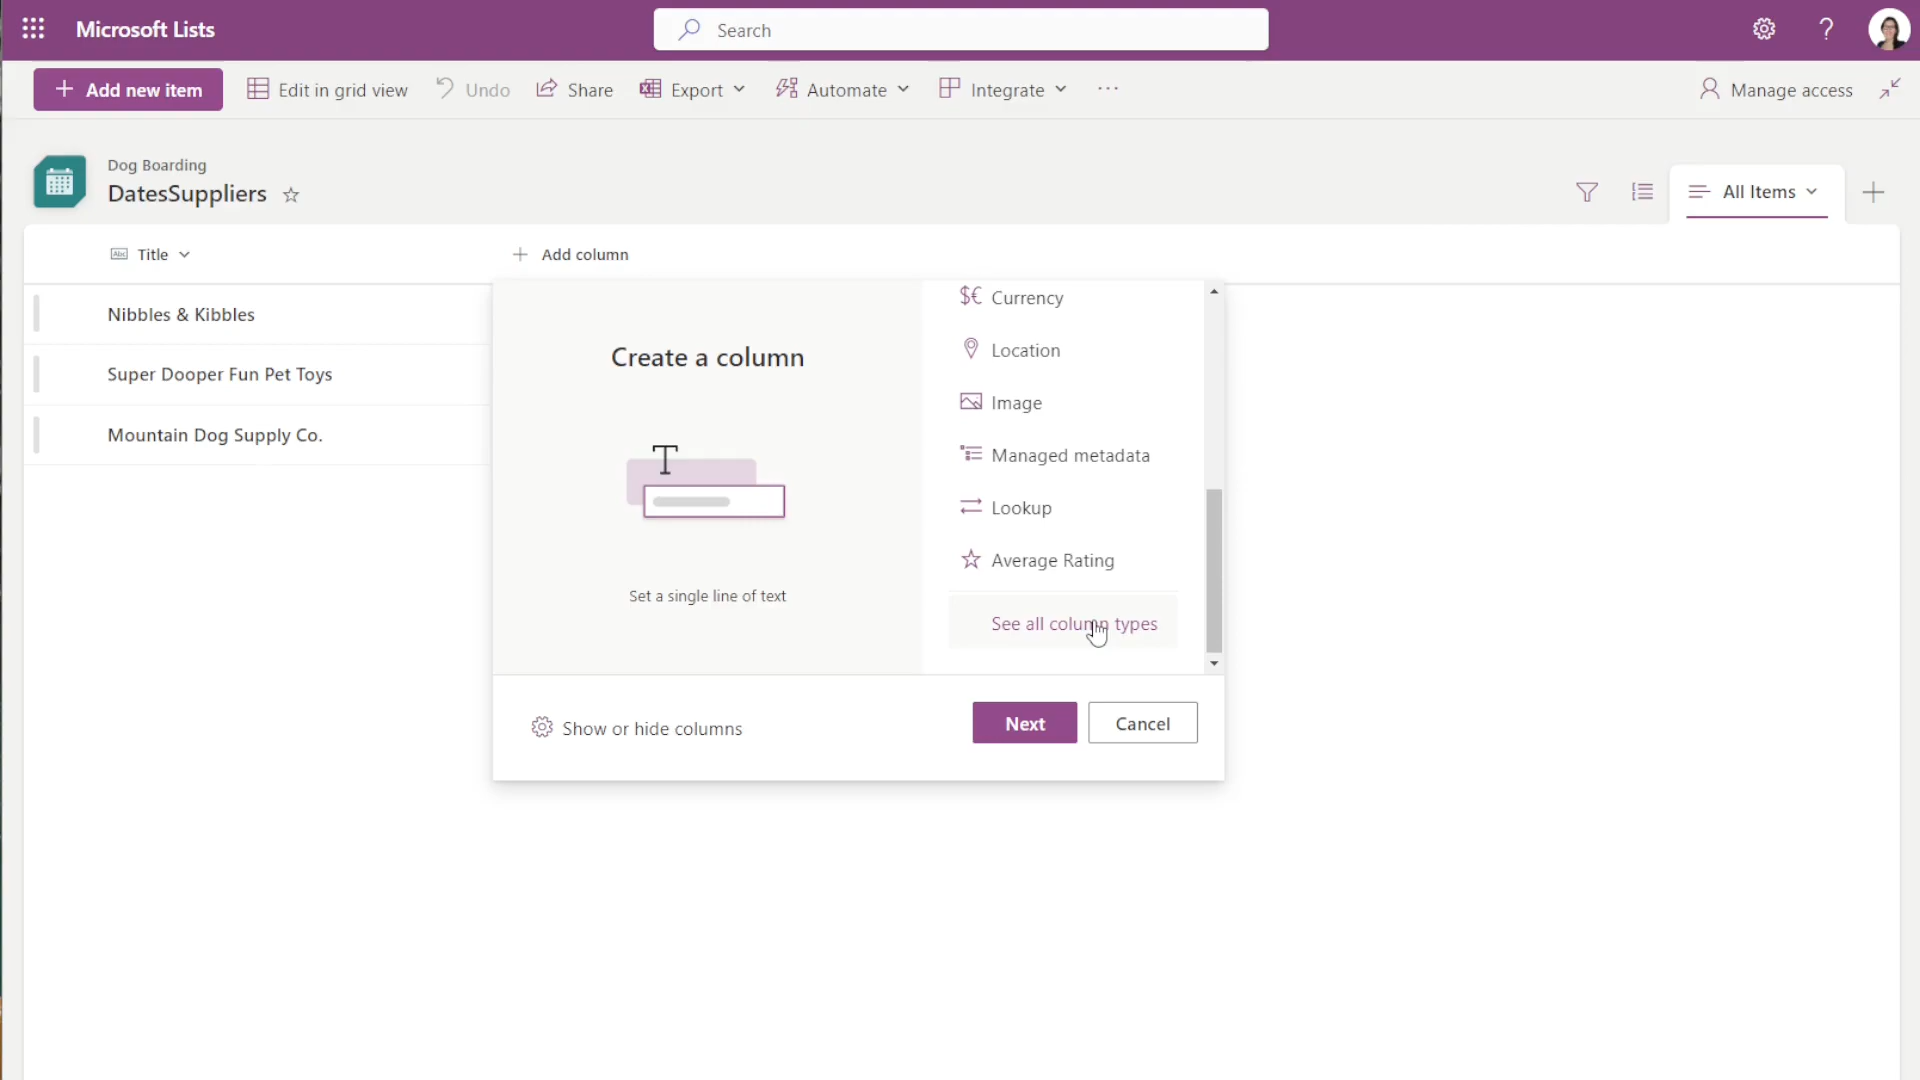 Microsoft Lists
Search
Add new item
Edit in grid view
Undo
Share
Export
Automate
Integrate
Manage access
Dog Boarding
DatesSuppliers
All Items
Abc
Title
Add column
Nibbles & Kibbles
Super Dooper Fun Pet Toys
Mountain Dog Supply Co.
Create a column
T
Set a single line of text
$€ Currency
Location
Image
Managed metadata
Lookup
Average Rating
See all column types
Show or hide columns
Next
Cancel